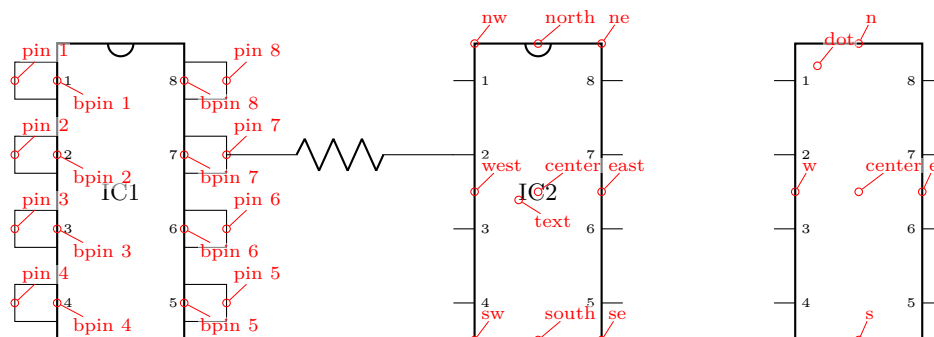 nw north ne n
pin 1 pin 8 dot
1 8 1 8 1 8
bpin 1 bpin 8
pin 2 pin 7
2 7 2 7 2 7
bpin 2 bpin 7
west center east w center e
IC1 IC2
pin 3 pin 6 text
3 6 3 6 3 6
bpin 3 bpin 6
pin 4 pin 5
4 5 4 5 4 5
bpin 4 bpin 5 sw south se s